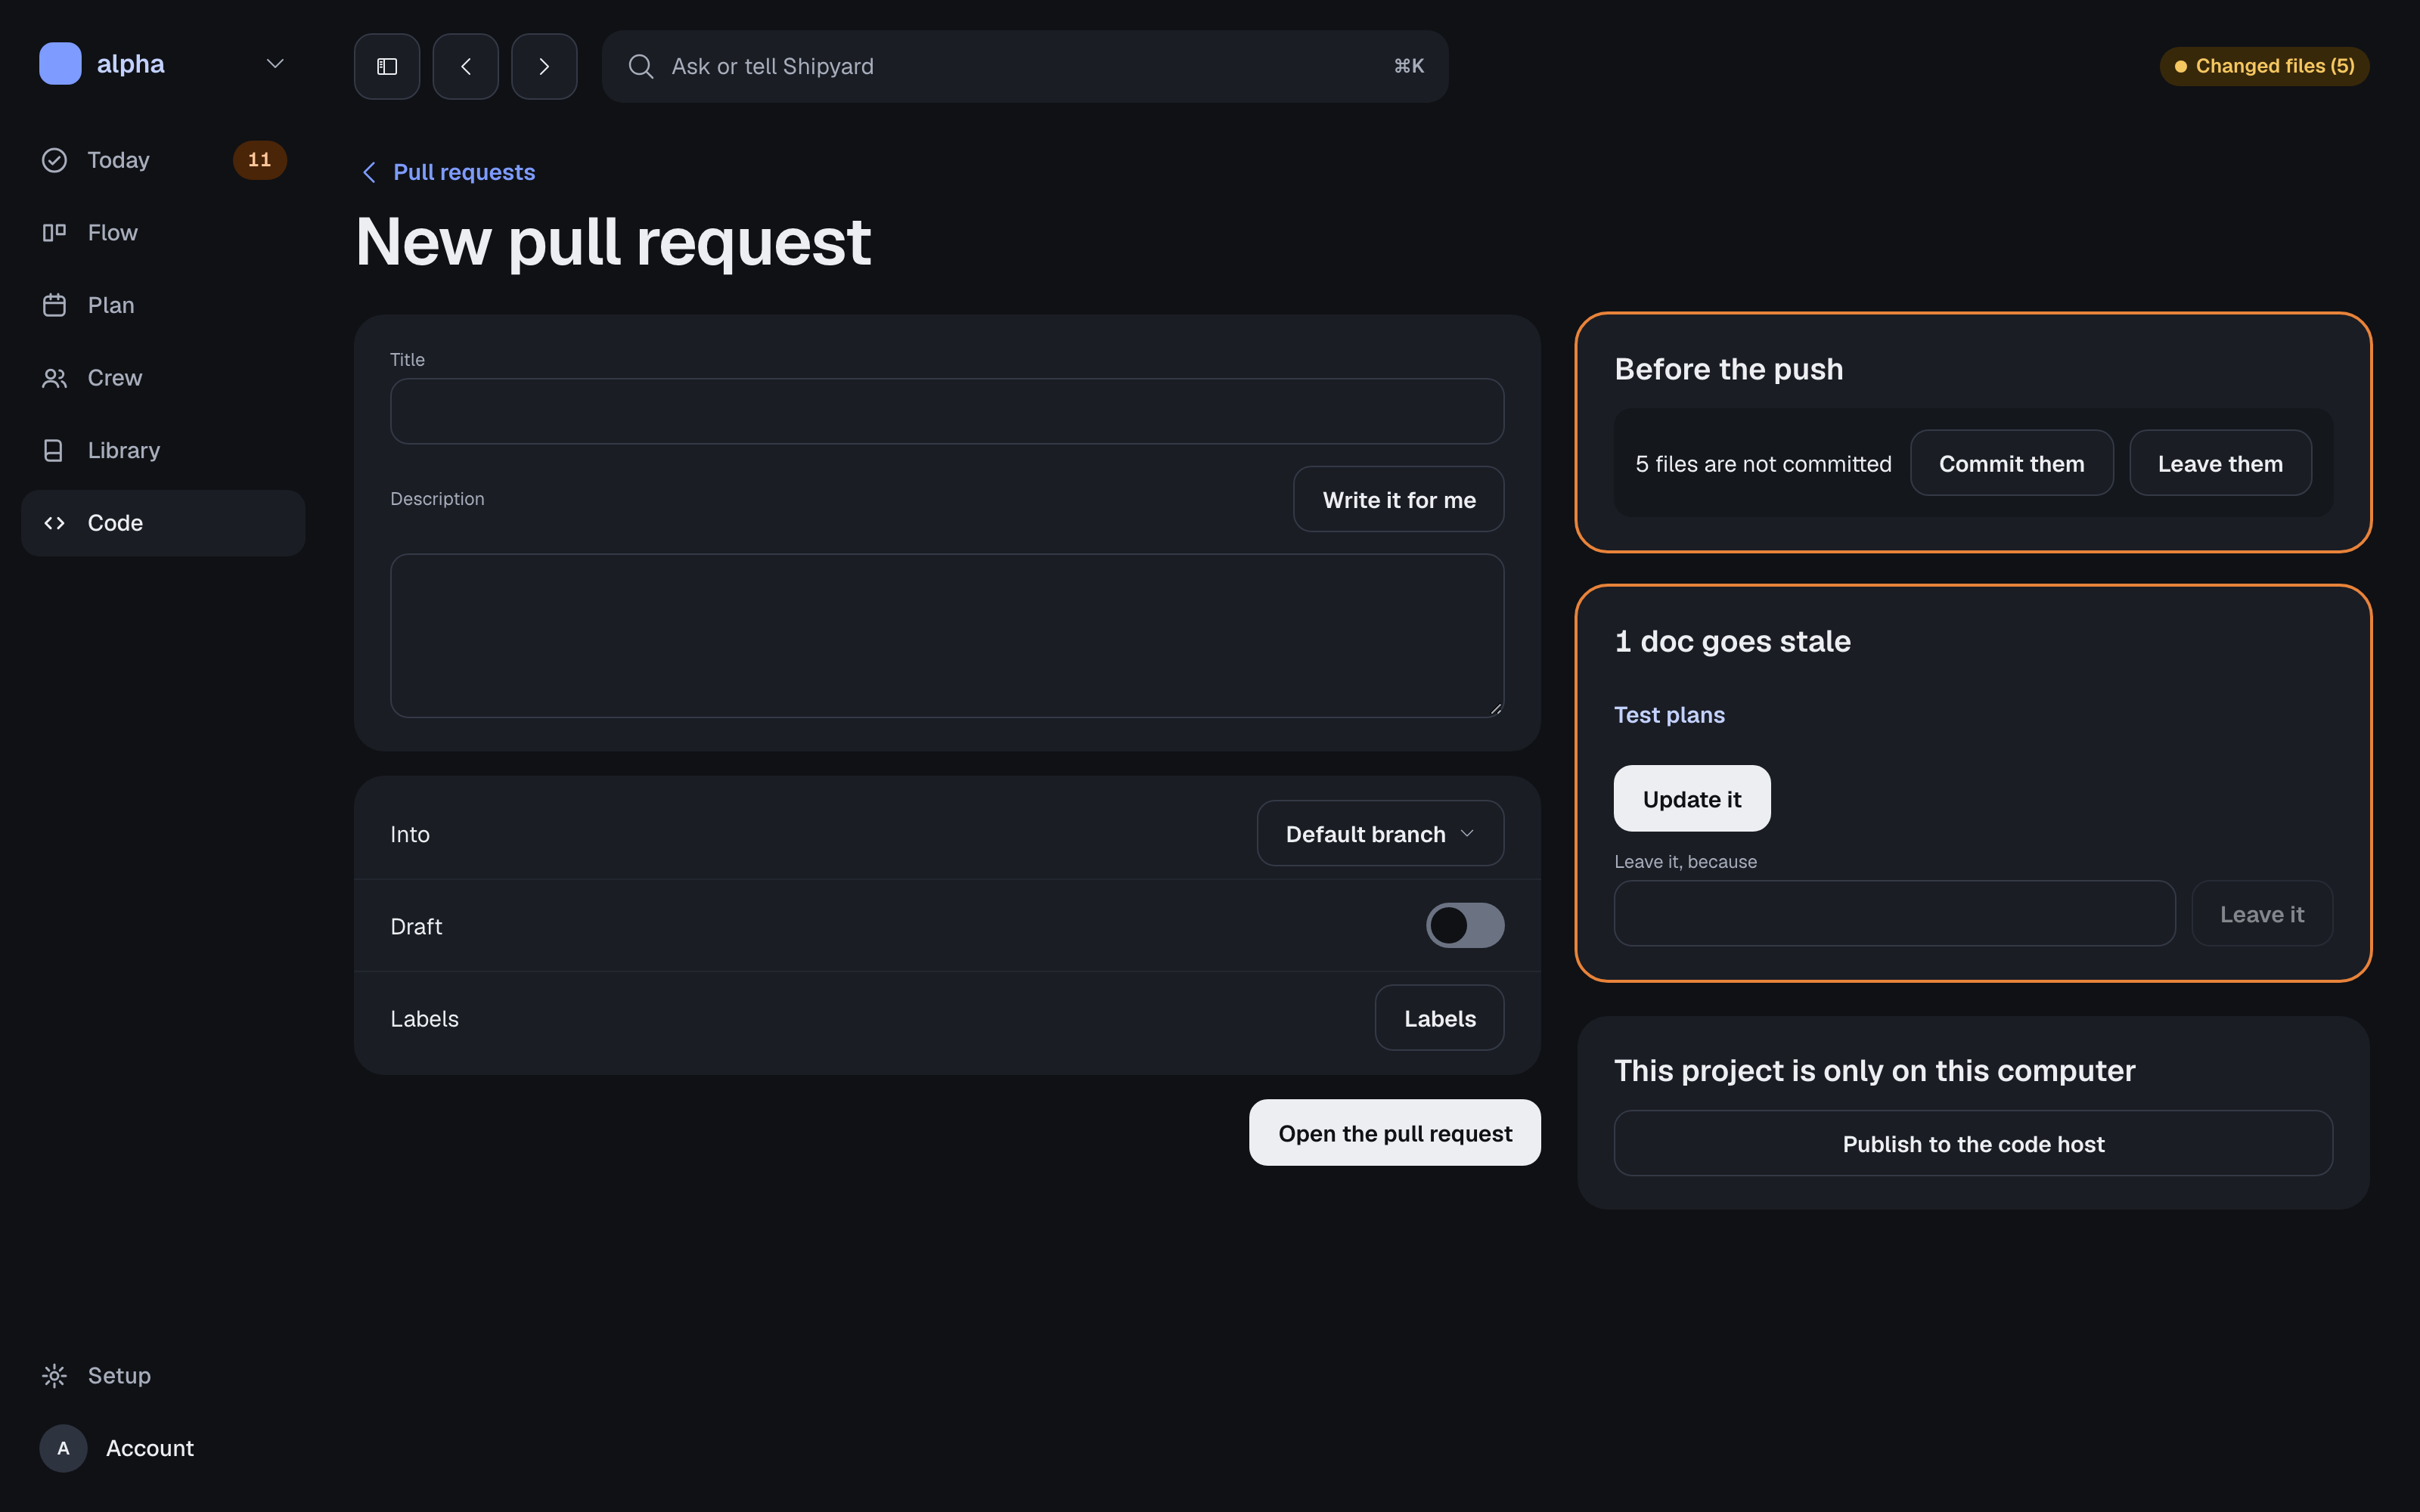 alpha
Ask or tell Shipyard
⌘K
Changed files (5)
Today
11
Flow
Plan
Crew
Library
Code
Setup
A
Account
Pull requests
New pull request
Title
Description
Write it for me
Into
Default branch
Draft
Labels
Labels
Open the pull request
Before the push
5 files are not committed
Commit them
Leave them
1 doc goes stale
Test plans
Update it
Leave it, because
Leave it
This project is only on this computer
Publish to the code host